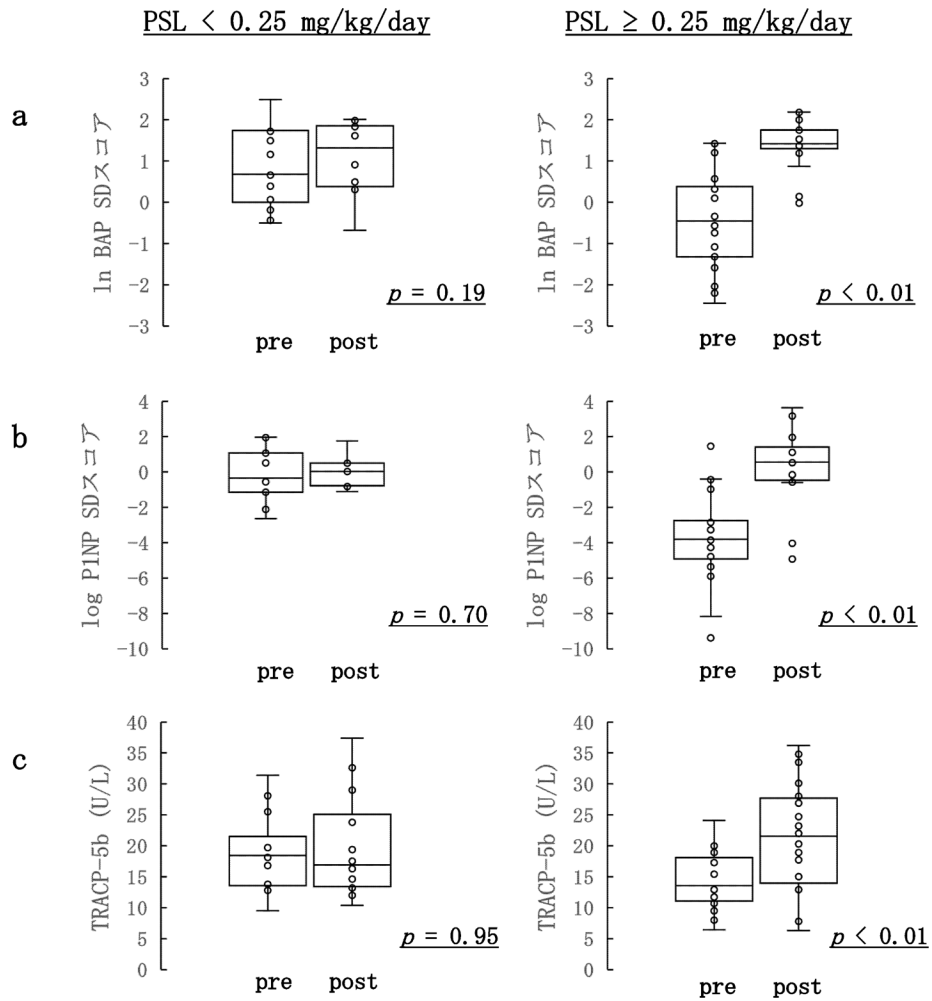 PSL < 0.25 mg/kg/day
PSL ≥ 0.25 mg/kg/day
a
ln BAP SDスコア
3
2
1
0
-1
-2
-3
pre
post
p = 0.19
ln BAP SDスコア
3
2
1
0
-1
-2
-3
pre
post
p < 0.01
b
log P1NP SDスコア
4
2
0
-2
-4
-6
-8
-10
pre
post
p = 0.70
log P1NP SDスコア
4
2
0
-2
-4
-6
-8
-10
pre
post
p < 0.01
c
TRACP-5b (U/L)
40
35
30
25
20
15
10
5
0
pre
post
p = 0.95
TRACP-5b (U/L)
40
35
30
25
20
15
10
5
0
pre
post
p < 0.01